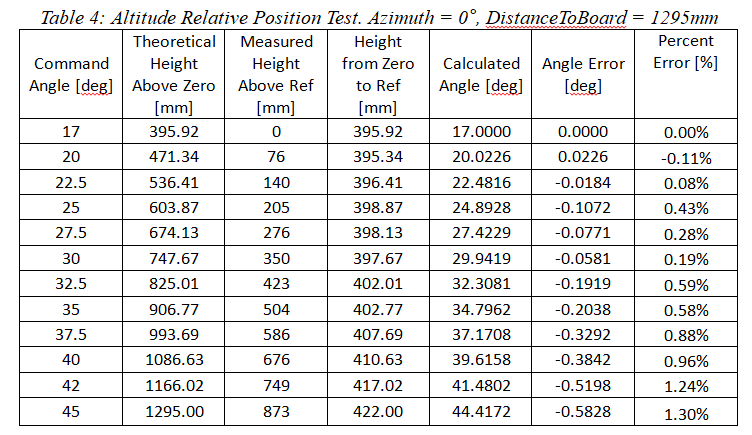 Table 4: Altitude Relative Position Test. Azimuth = 0°, DistanceToBoard = 1295mm
Command Angle [deg] Theoretical Height Above Zero [mm] Measured Height Above Ref [mm] Height from Zero to Ref [mm] Calculated Angle [deg] Angle Error [deg] Percent Error [%]
17 395.92 0 395.92 17.0000 0.0000 0.00%
20 471.34 76 395.34 20.0226 0.0226 -0.11%
22.5 536.41 140 396.41 22.4816 -0.0184 0.08%
25 603.87 205 398.87 24.8928 -0.1072 0.43%
27.5 674.13 276 398.13 27.4229 -0.0771 0.28%
30 747.67 350 397.67 29.9419 -0.0581 0.19%
32.5 825.01 423 402.01 32.3081 -0.1919 0.59%
35 906.77 504 402.77 34.7962 -0.2038 0.58%
37.5 993.69 586 407.69 37.1708 -0.3292 0.88%
40 1086.63 676 410.63 39.6158 -0.3842 0.96%
42 1166.02 749 417.02 41.4802 -0.5198 1.24%
45 1295.00 873 422.00 44.4172 -0.5828 1.30%